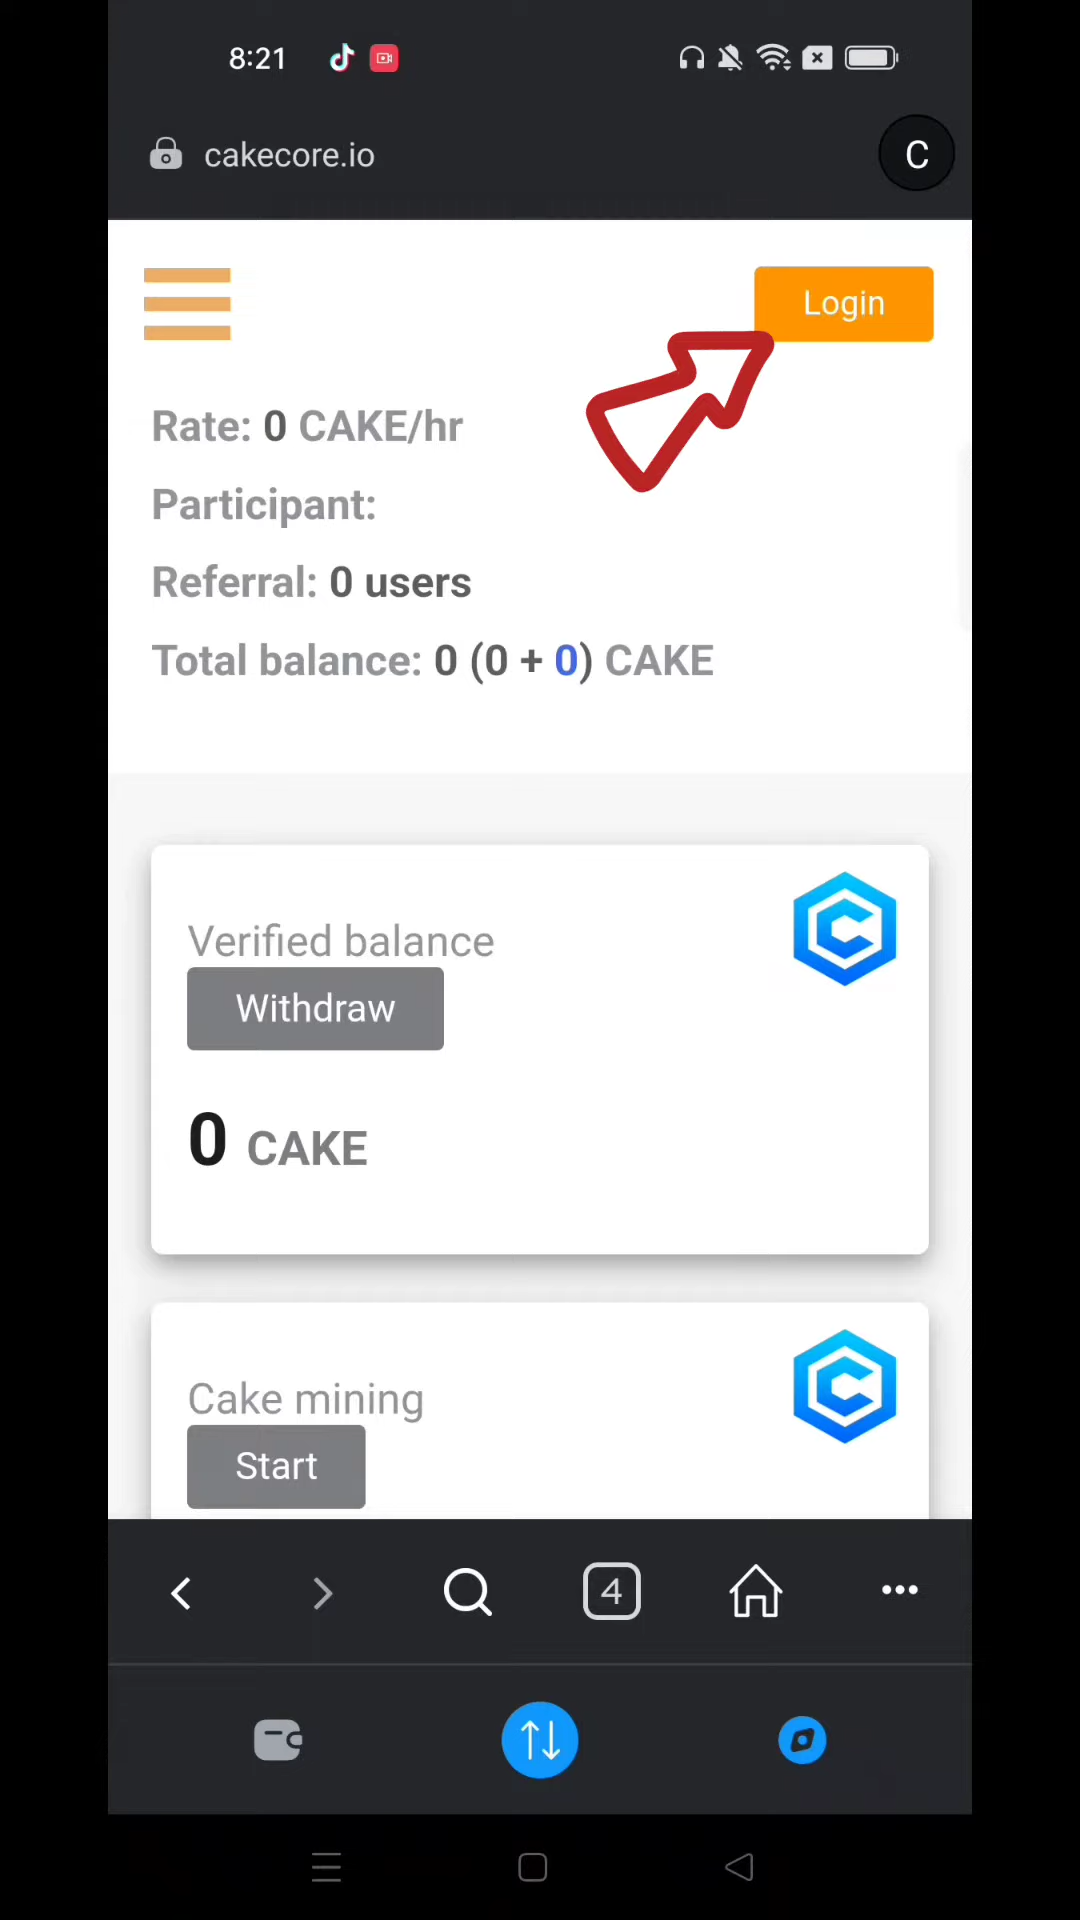 8:21
cakecore.io
C
Login
Rate: 0 CAKE/hr
Participant:
Referral: 0 users
Total balance: 0 (0 + 0) CAKE
Verified balance
Withdraw
0 CAKE
Cake mining
Start
4